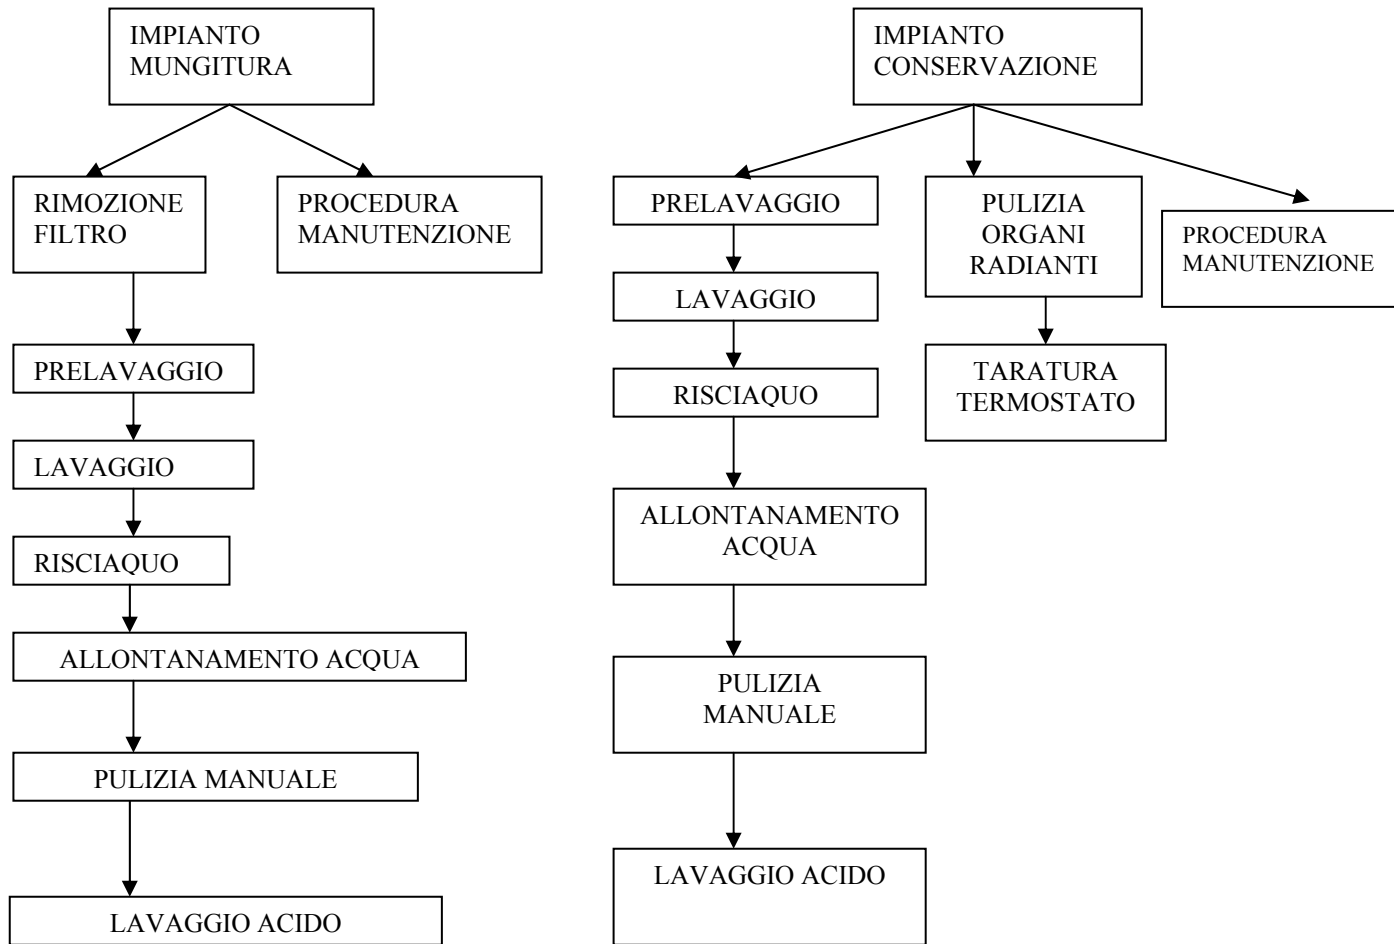 IMPIANTO
MUNGITURA
RIMOZIONE
FILTRO
PROCEDURA
MANUTENZIONE
PRELAVAGGIO
LAVAGGIO
RISCIAQUO
ALLONTANAMENTO ACQUA
PULIZIA MANUALE
LAVAGGIO ACIDO
IMPIANTO
CONSERVAZIONE
PRELAVAGGIO
LAVAGGIO
RISCIAQUO
ALLONTANAMENTO
ACQUA
PULIZIA
MANUALE
LAVAGGIO ACIDO
PULIZIA
ORGANI
RADIANTI
TARATURA
TERMOSTATO
PROCEDURA
MANUTENZIONE